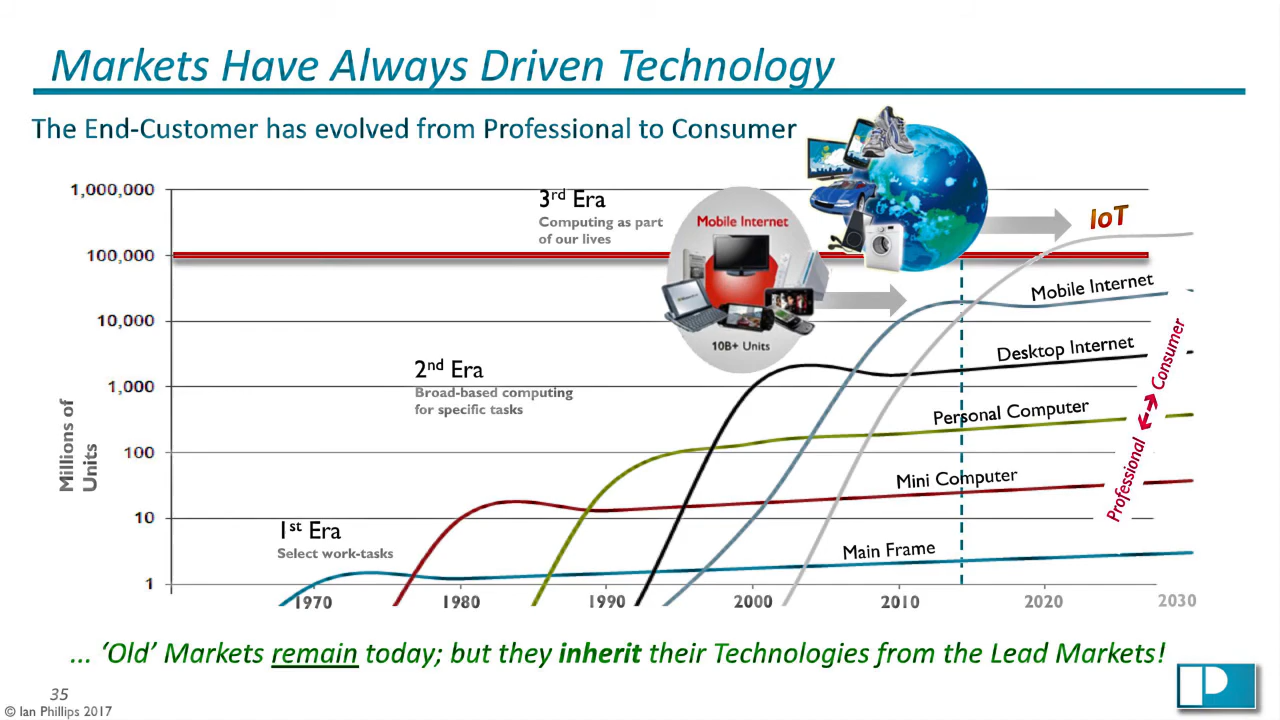 Markets Have Always Driven Technology
The End-Customer has evolved from Professional to Consumer
1,000,000
100,000
10,000
1,000
100
10
1
Millions of
Units
3rd Era
Computing as part
of our lives
Mobile Internet
10B+ Units
IoT
2nd Era
Broad-based computing
for specific tasks
1st Era
Select work-tasks
Mobile Internet
Desktop Internet
Personal Computer
Mini Computer
Main Frame
Professional
Consumer
1970
1980
1990
2000
2010
2020
2030
... ‘Old’ Markets remain today; but they inherit their Technologies from the Lead Markets!
35
© Ian Phillips 2017
P